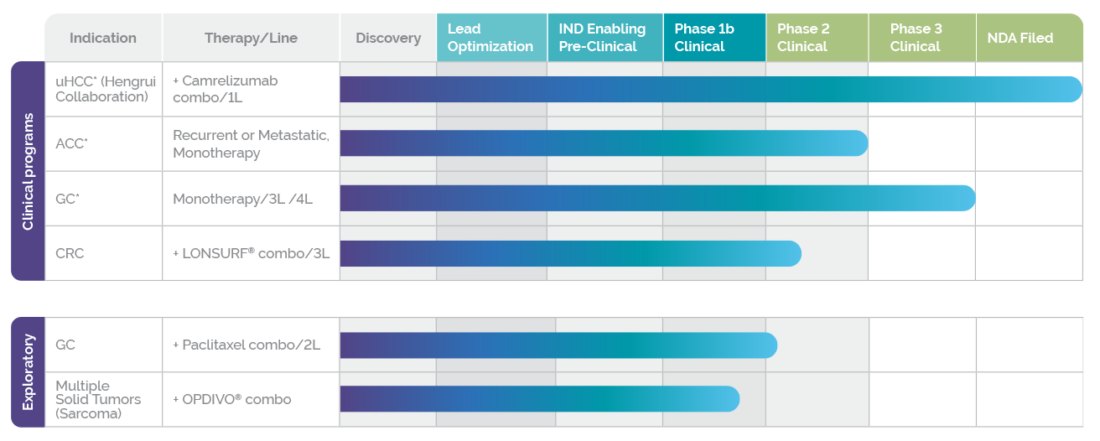 Indication
Therapy/Line
Discovery
Lead
Optimization
IND Enabling
Pre-Clinical
Phase 1b
Clinical
Phase 2
Clinical
Phase 3
Clinical
NDA Filed
Clinical programs
uHCC* (Hengrui
Collaboration)
+ Camrelizumab
combo/1L
ACC*
Recurrent or Metastatic,
Monotherapy
GC*
Monotherapy/3L /4L
CRC
+ LONSURF® combo/3L
Exploratory
GC
+ Paclitaxel combo/2L
Multiple
Solid Tumors
(Sarcoma)
+ OPDIVO® combo